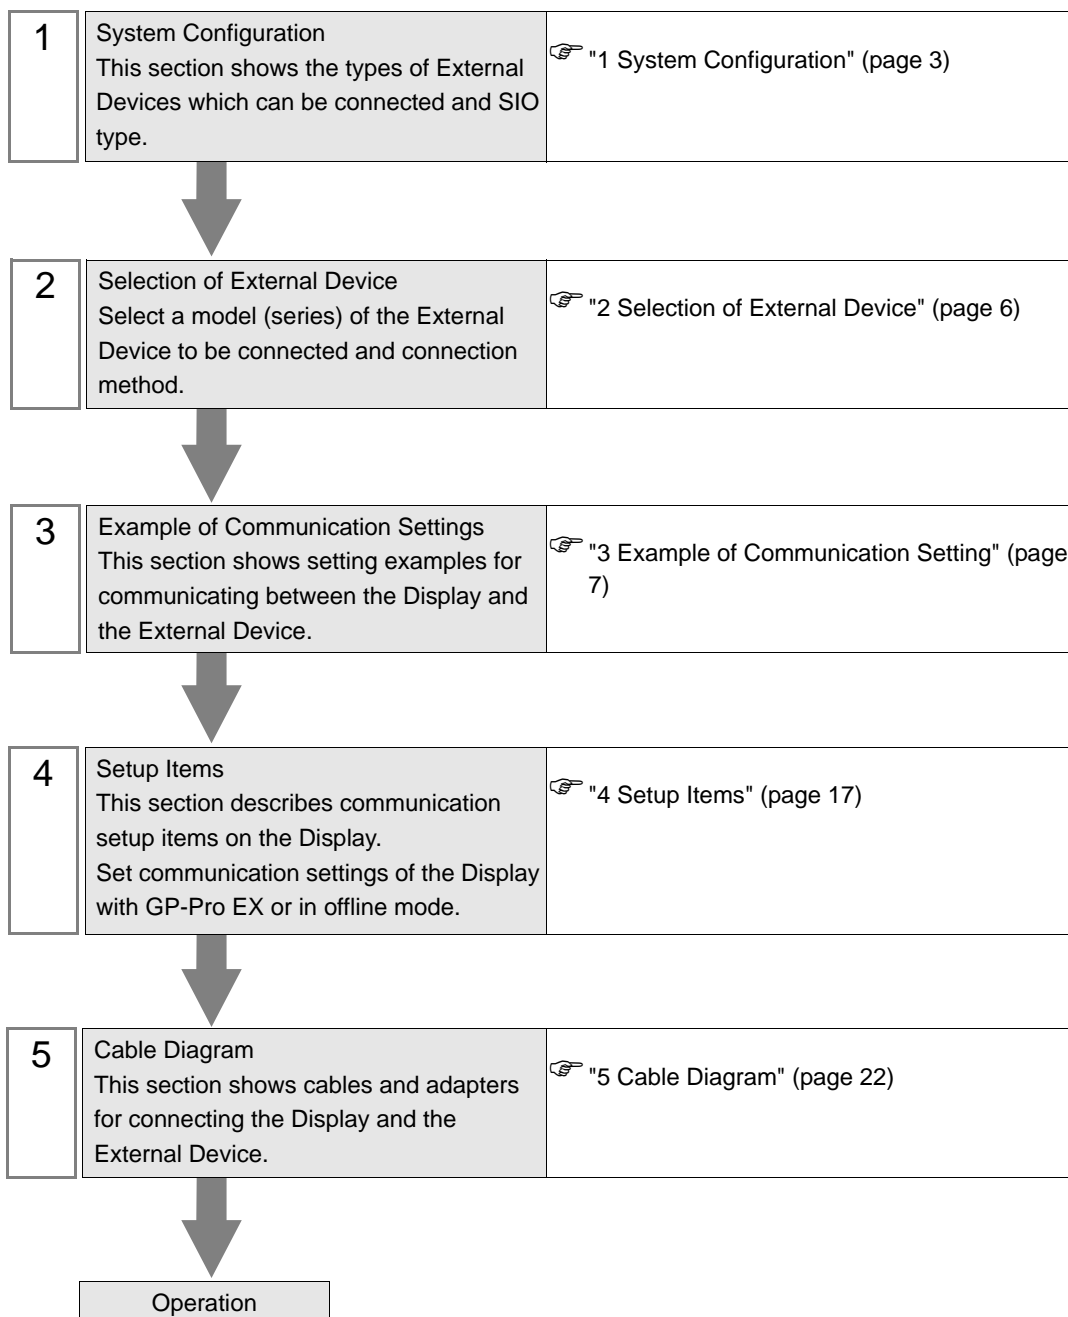 1
System Configuration
This section shows the types of External
Devices which can be connected and SIO
type.
"1 System Configuration" (page 3)
2
Selection of External Device
Select a model (series) of the External
Device to be connected and connection
method.
"2 Selection of External Device" (page 6)
3
Example of Communication Settings
This section shows setting examples for
communicating between the Display and
the External Device.
"3 Example of Communication Setting" (page
7)
4
Setup Items
This section describes communication
setup items on the Display.
Set communication settings of the Display
with GP-Pro EX or in offline mode.
"4 Setup Items" (page 17)
5
Cable Diagram
This section shows cables and adapters
for connecting the Display and the
External Device.
"5 Cable Diagram" (page 22)
Operation